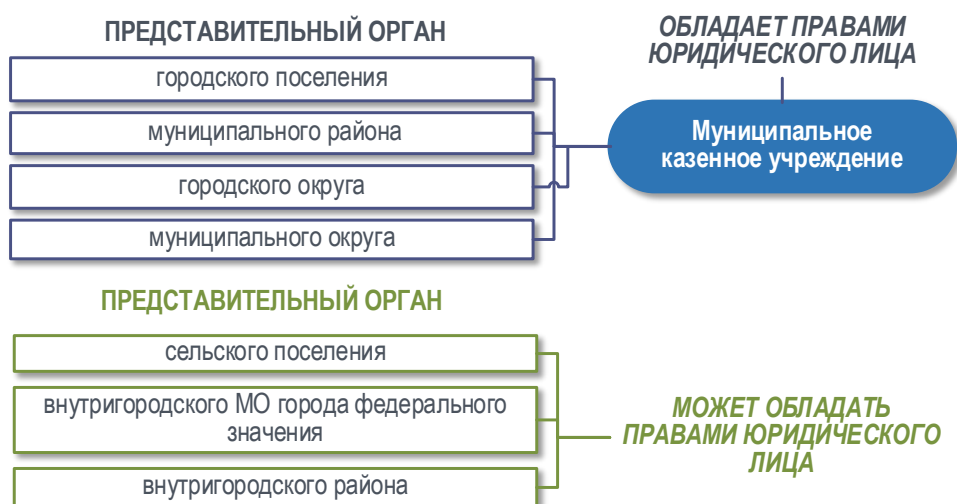 ПРЕДСТАВИТЕЛЬНЫЙ ОРГАН
городского поселения
муниципального района
городского округа
муниципального округа
ОБЛАДАЕТ ПРАВАМИ
ЮРИДИЧЕСКОГО ЛИЦА
Муниципальное
казенное учреждение
ПРЕДСТАВИТЕЛЬНЫЙ ОРГАН
сельского поселения
внутригородского МО города федерального
значения
внутригородского района
МОЖЕТ ОБЛАДАТЬ
ПРАВАМИ ЮРИДИЧЕСКОГО
ЛИЦА